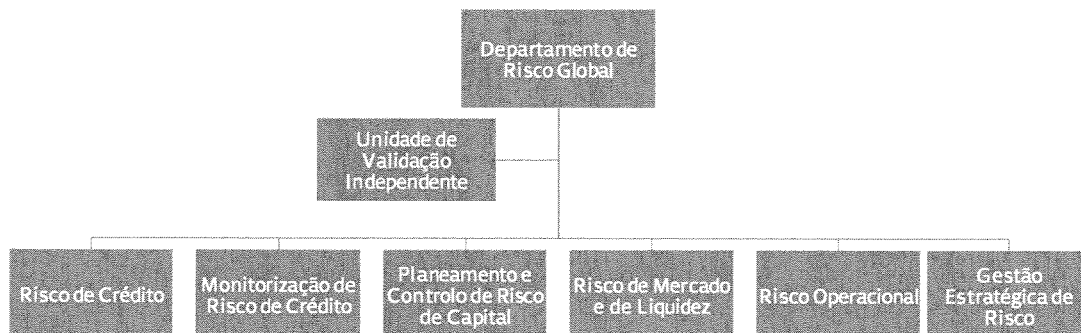 Departamento de
Risco Global
Unidade de
Validação
Independente
Risco de Crédito
Monitorização de
Risco de Crédito
Planeamento e
Controlo de Risco
de Capital
Risco de Mercado
e de Liquidez
Risco Operacional
Gestão
Estratégica de
Risco